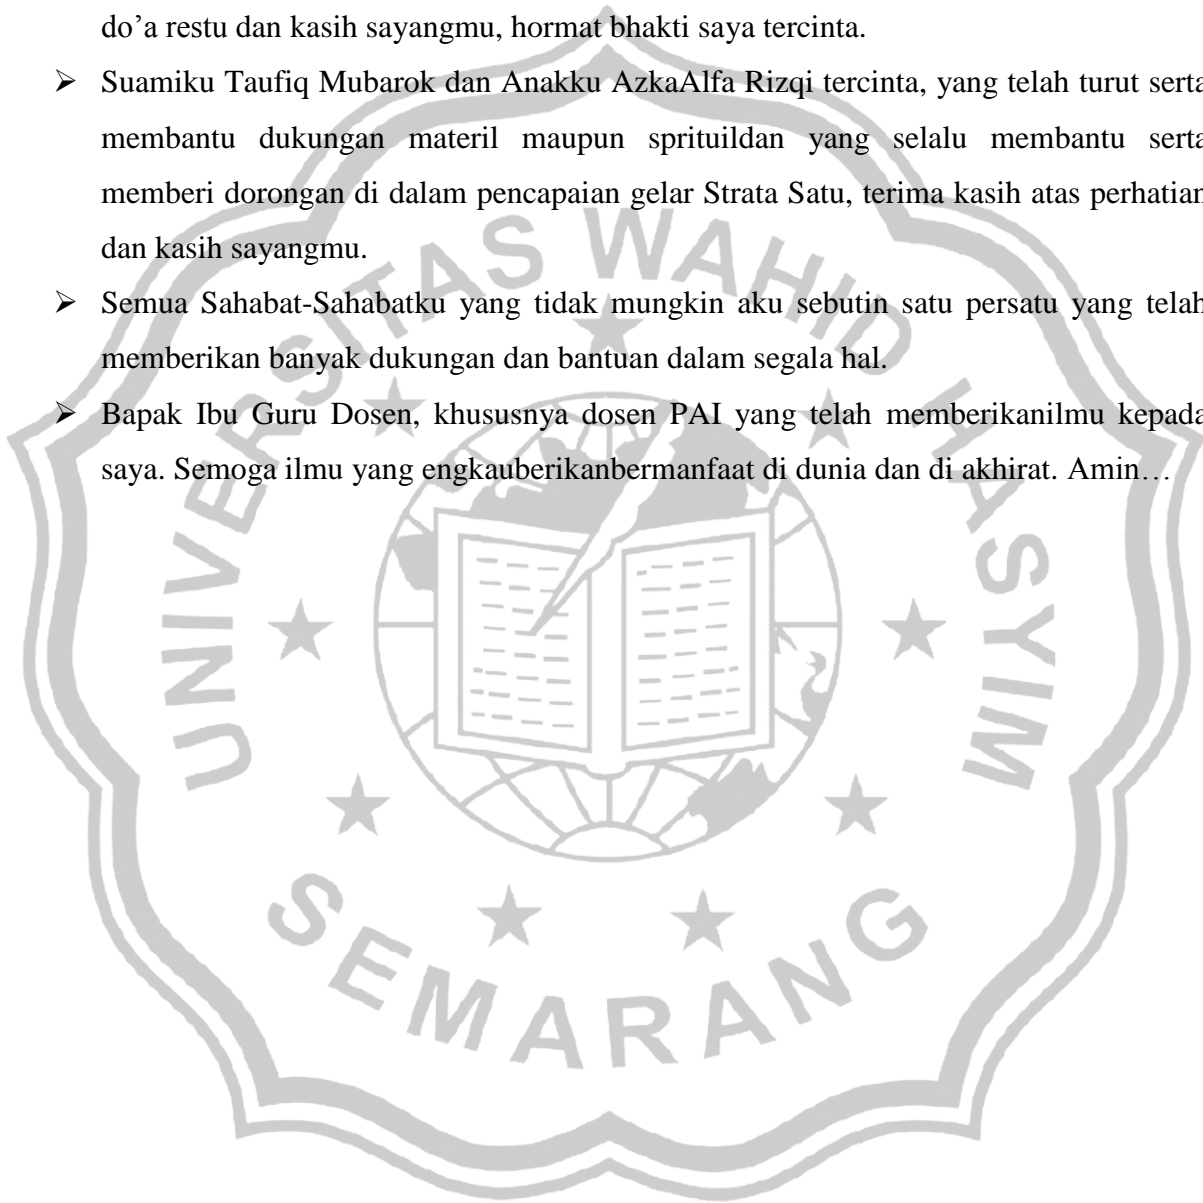 do’a restu dan kasih sayangmu, hormat bhakti saya tercinta.
➢ Suamiku Taufiq Mubarok dan Anakku AzkaAlfa Rizqi tercinta, yang telah turut serta
membantu dukungan materil maupun sprituildan yang selalu membantu serta
memberi dorongan di dalam pencapaian gelar Strata Satu, terima kasih atas perhatian
dan kasih sayangmu.
➢ Semua Sahabat-Sahabatku yang tidak mungkin aku sebutin satu persatu yang telah
memberikan banyak dukungan dan bantuan dalam segala hal.
➢ Bapak Ibu Guru Dosen, khususnya dosen PAI yang telah memberikanilmu kepada
saya. Semoga ilmu yang engkauberikanbermanfaat di dunia dan di akhirat. Amin…
UNIVERSITAS WAHID HASYIM
SEMARANG